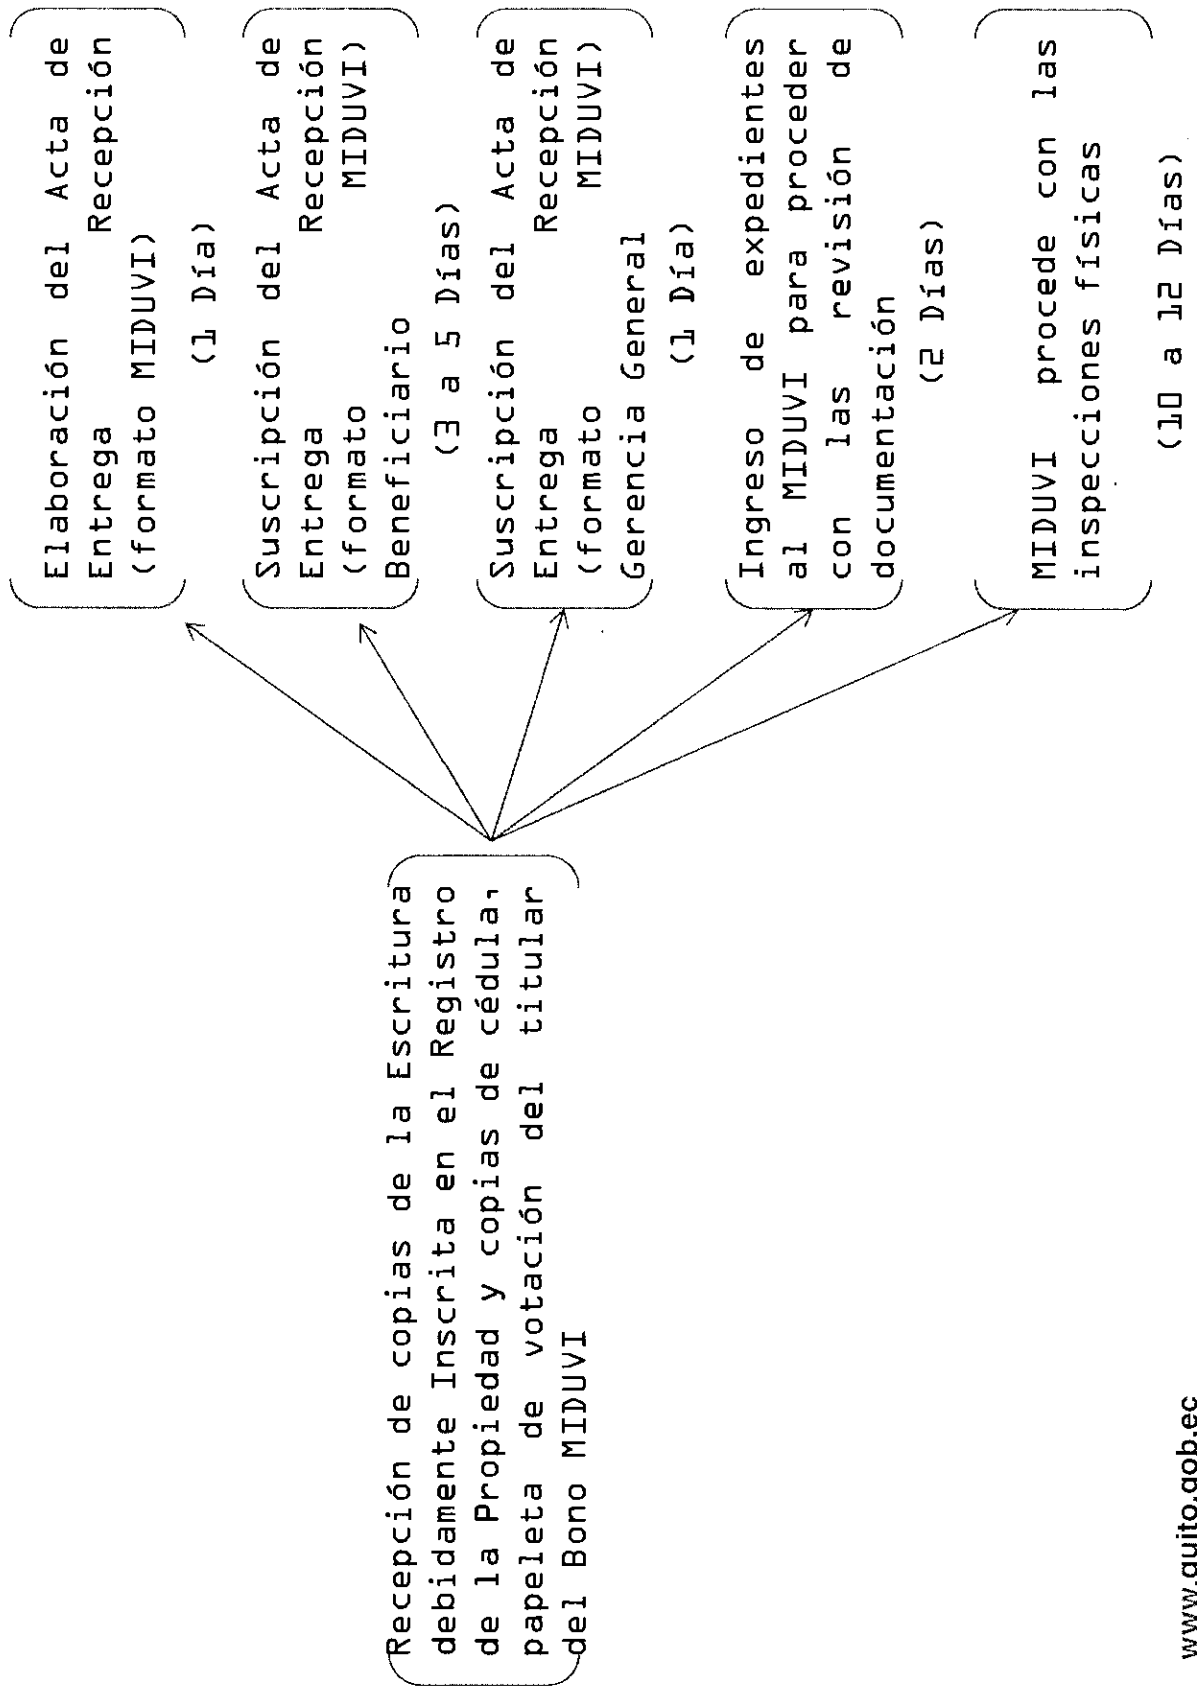 Recepción de copias de la Escritura
debidamente Inscrita en el Registro
de la Propiedad y copias de cédula,
papeleta de votación del titular
del Bono MIDUVI
Elaboración del Acta de
Entrega Recepción
(formato MIDUVI)
(1 Día)
Suscripción del Acta de
Entrega Recepción
(formato MIDUVI)
Beneficiario
(3 a 5 Días)
Suscripción del Acta de
Entrega Recepción
(formato MIDUVI)
Gerencia General
(1 Día)
Ingreso de expedientes
al MIDUVI para proceder
con las revisión de
documentación
(2 Días)
MIDUVI procede con las
inspecciones físicas
(10 a 12 Días)
www.quito.gob.ec